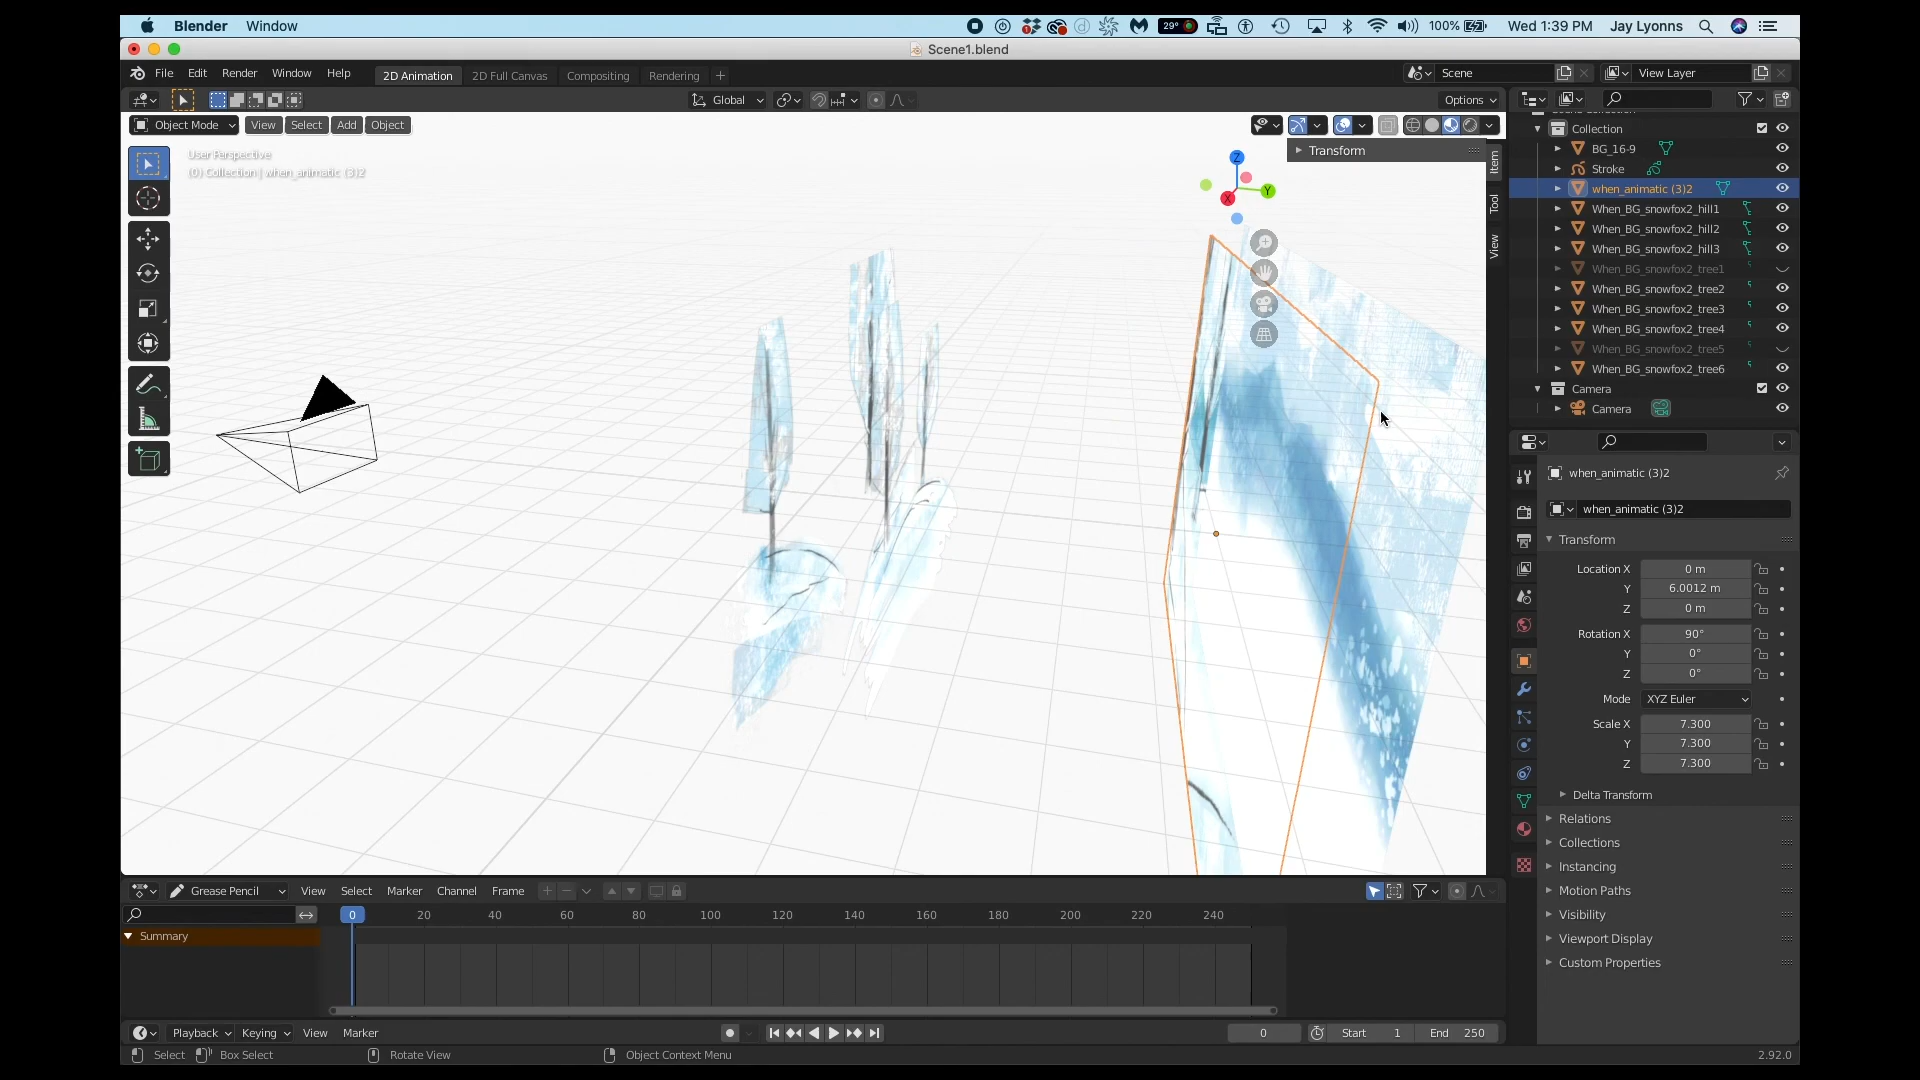 Blender Window 29° 100% Wed 1:39 PM Jay Lyonns
Scene1.blend
File Edit Render Window Help 2D Animation 2D Full Canvas Compositing Rendering + Scene View Layer
Global Options
Object Mode View Select Add Object
User Perspective
(0) Collection | when_animatic (3)2
Transform
Item
Tool
View
Z
Y
X
Collection
BG_16-9
Stroke
when_animatic (3)2
When_BG_snowfox2_hill1
When_BG_snowfox2_hill2
When_BG_snowfox2_hill3
When_BG_snowfox2_tree1
When_BG_snowfox2_tree2
When_BG_snowfox2_tree3
When_BG_snowfox2_tree4
When_BG_snowfox2_tree5
When_BG_snowfox2_tree6
Camera
Camera
when_animatic (3)2
when_animatic (3)2
Transform
Location X 0 m
Y 6.0012 m
Z 0 m
Rotation X 90°
Y 0°
Z 0°
Mode XYZ Euler
Scale X 7.300
Y 7.300
Z 7.300
Delta Transform
Relations
Collections
Instancing
Motion Paths
Visibility
Viewport Display
Custom Properties
Grease Pencil View Select Marker Channel Frame
0 20 40 60 80 100 120 140 160 180 200 220 240
Summary
Playback Keying View Marker 0 Start 1 End 250
Select Box Select Rotate View Object Context Menu 2.92.0